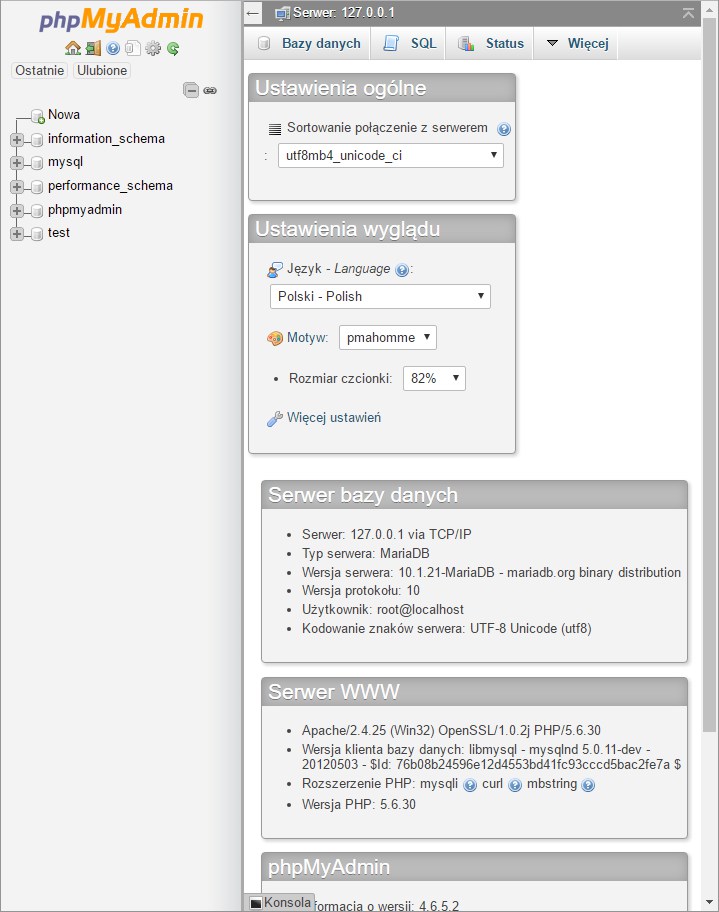 phpMyAdmin
Ostatnie Ulubione
Nowa
information_schema
mysql
performance_schema
phpmyadmin
test
Serwer: 127.0.0.1
Bazy danych SQL Status Więcej
Ustawienia ogólne
Sortowanie połączenie z serwerem
: utf8mb4_unicode_ci
Ustawienia wyglądu
Język - Language :
Polski - Polish
Motyw: pmahomme
Rozmiar czcionki: 82%
Więcej ustawień
Serwer bazy danych
Serwer: 127.0.0.1 via TCP/IP
Typ serwera: MariaDB
Wersja serwera: 10.1.21-MariaDB - mariadb.org binary distribution
Wersja protokołu: 10
Użytkownik: root@localhost
Kodowanie znaków serwera: UTF-8 Unicode (utf8)
Serwer WWW
Apache/2.4.25 (Win32) OpenSSL/1.0.2j PHP/5.6.30
Wersja klienta bazy danych: libmysql - mysqlnd 5.0.11-dev -
20120503 - $Id: 76b08b24596e12d4553bd41fc93cccd5bac2fe7a $
Rozszerzenie PHP: mysqli curl mbstring
Wersja PHP: 5.6.30
phpMyAdmin
Konsola
formacja o wersji: 4.6.5.2